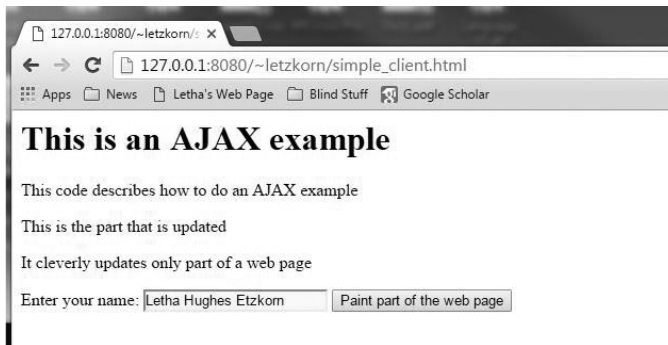 127.0.0.1:8080/~letzkorn/s
127.0.0.1:8080/~letzkorn/simple_client.html
Apps News Letha's Web Page Blind Stuff Google Scholar
This is an AJAX example
This code describes how to do an AJAX example
This is the part that is updated
It cleverly updates only part of a web page
Enter your name: Letha Hughes Etzkorn Paint part of the web page